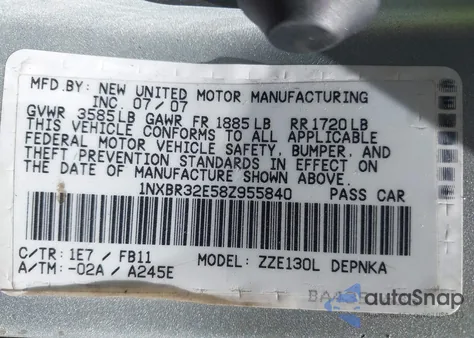 MFD.BY: NEW UNITED MOTOR MANUFACTURING
INC. 07/07
GVWR 3585LB GAWR FR 1885LB RR1720LB
THIS VEHICLE CONFORMS TO ALL APPLICABLE
FEDERAL MOTOR VEHICLE SAFETY, BUMPER, AND
THEFT PREVENTION STANDARDS IN EFFECT ON
THE DATE OF MANUFACTURE SHOWN ABOVE.
1NXBR32E58Z955840 PASS CAR
C/TR: 1E7 / FB11
A/TM: -02A / A245E
MODEL: ZZE130L DEPNKA
autoSnap